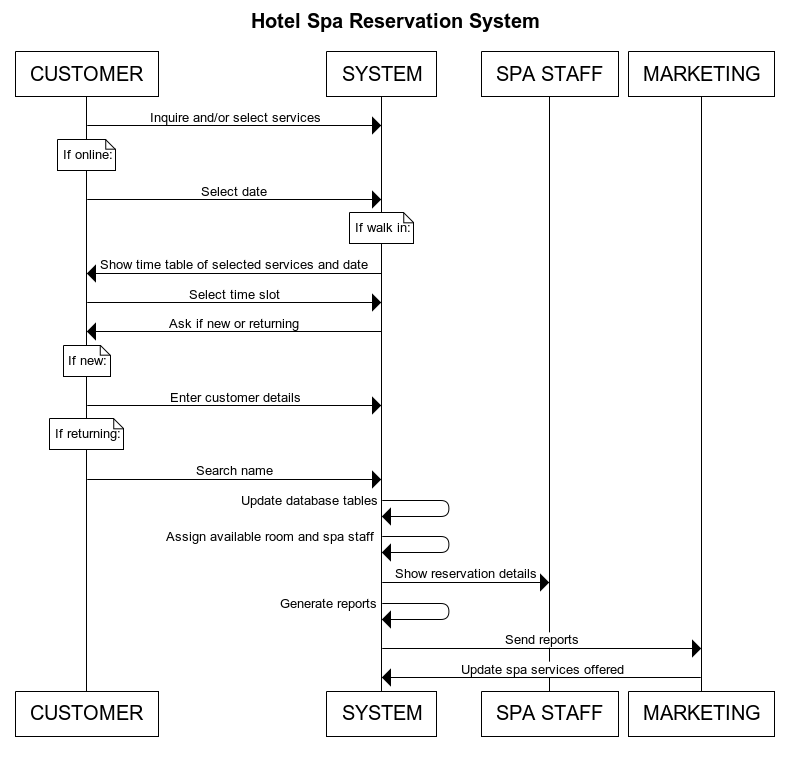 Hotel Spa Reservation System
CUSTOMER
SYSTEM
SPA STAFF
MARKETING
Inquire and/or select services
If online:
Select date
If walk in:
Show time table of selected services and date
Select time slot
Ask if new or returning
If new:
Enter customer details
If returning:
Search name
Update database tables
Assign available room and spa staff
Show reservation details
Generate reports
Send reports
Update spa services offered
CUSTOMER
SYSTEM
SPA STAFF
MARKETING